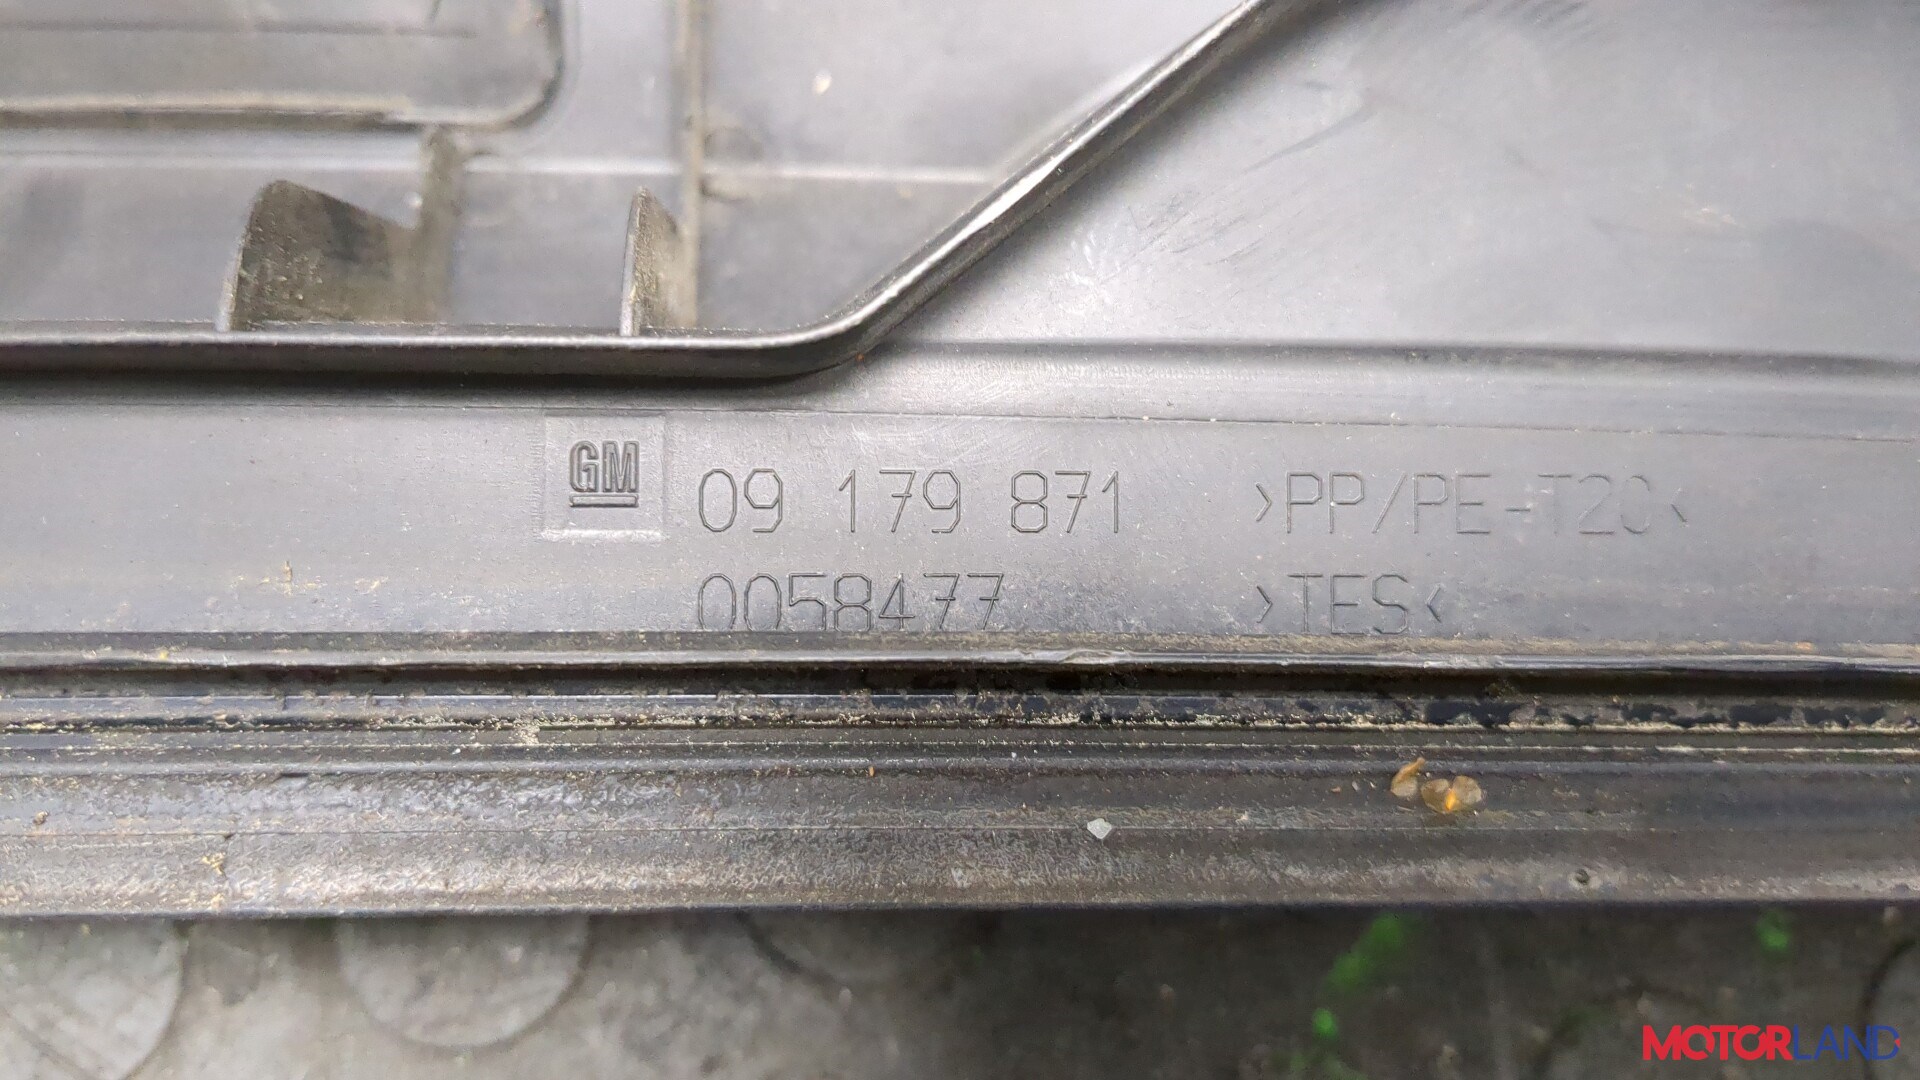 GM 09 179 871 >PP/PE-T20<
0058477 >TES<
MOTORLAND